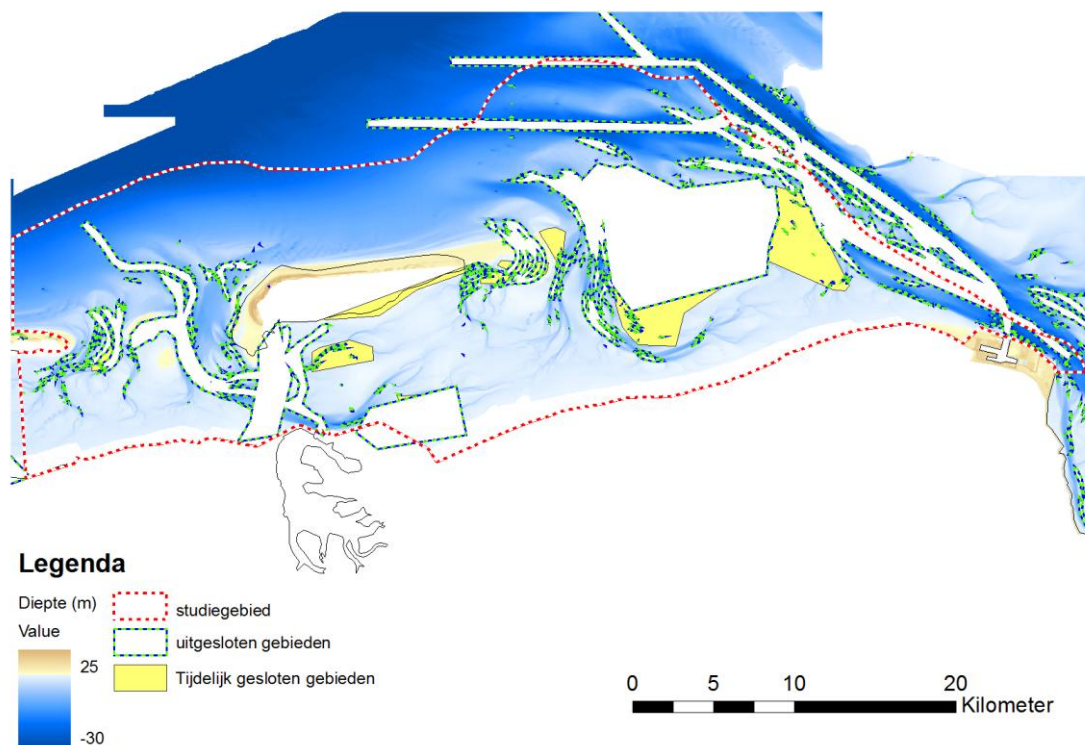 Legenda
Diepte (m)
Value
25
-30
studiegebied
uitgesloten gebieden
Tijdelijk gesloten gebieden
0 5 10 20
Kilometer